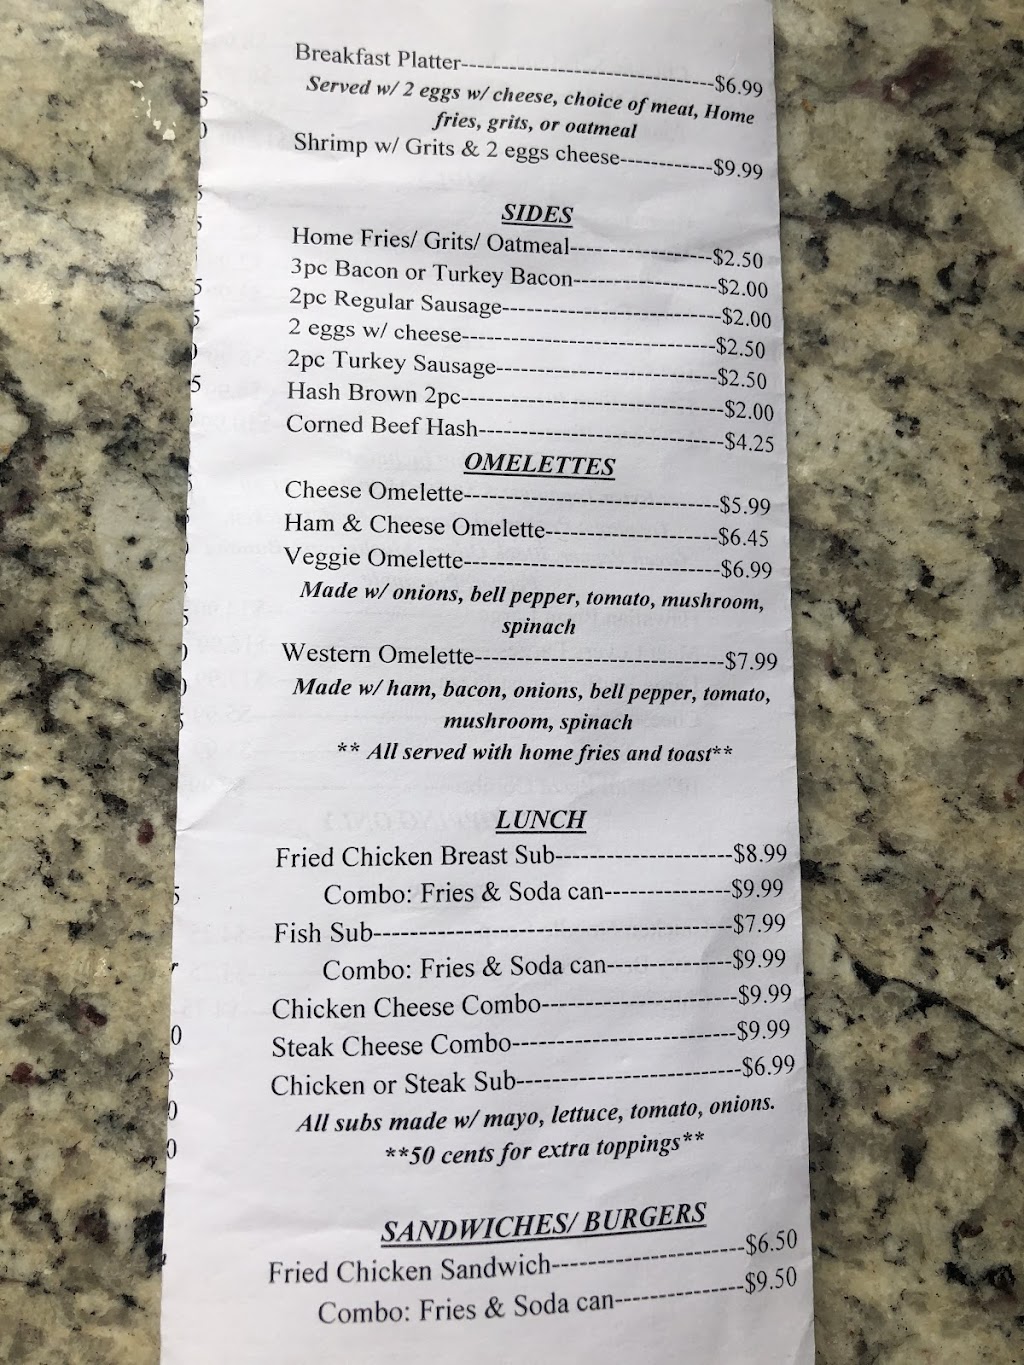 Breakfast Platter--------------------------------$6.99
Served w/ 2 eggs w/ cheese, choice of meat, Home
fries, grits, or oatmeal
Shrimp w/ Grits & 2 eggs cheese------------$9.99
SIDES
Home Fries/ Grits/ Oatmeal-----------------$2.50
3pc Bacon or Turkey Bacon-----------------$2.00
2pc Regular Sausage--------------------------$2.00
2 eggs w/ cheese-------------------------------$2.50
2pc Turkey Sausage---------------------------$2.50
Hash Brown 2pc--------------------------------$2.00
Corned Beef Hash------------------------------$4.25
OMELETTES
Cheese Omelette-------------------------------$5.99
Ham & Cheese Omelette---------------------$6.45
Veggie Omelette-------------------------------$6.99
Made w/ onions, bell pepper, tomato, mushroom,
spinach
Western Omelette------------------------------$7.99
Made w/ ham, bacon, onions, bell pepper, tomato,
mushroom, spinach
** All served with home fries and toast**
LUNCH
Fried Chicken Breast Sub---------------------$8.99
Combo: Fries & Soda can---------------$9.99
Fish Sub-------------------------------------------$7.99
Combo: Fries & Soda can---------------$9.99
Chicken Cheese Combo-----------------------$9.99
Steak Cheese Combo---------------------------$9.99
Chicken or Steak Sub---------------------------$6.99
All subs made w/ mayo, lettuce, tomato, onions.
**50 cents for extra toppings**
SANDWICHES/ BURGERS
Fried Chicken Sandwich-----------------------$6.50
Combo: Fries & Soda can---------------$9.50